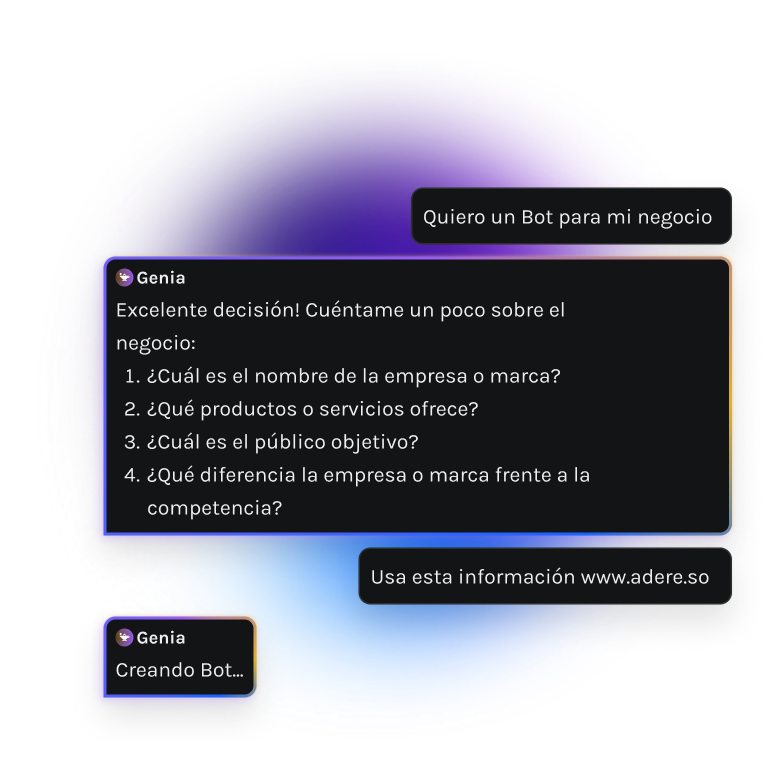 Quiero un Bot para mi negocio
Genia
Excelente decisión! Cuéntame un poco sobre el
negocio:
1. ¿Cuál es el nombre de la empresa o marca?
2. ¿Qué productos o servicios ofrece?
3. ¿Cuál es el público objetivo?
4. ¿Qué diferencia la empresa o marca frente a la
competencia?
Usa esta información www.adere.so
Genia
Creando Bot...